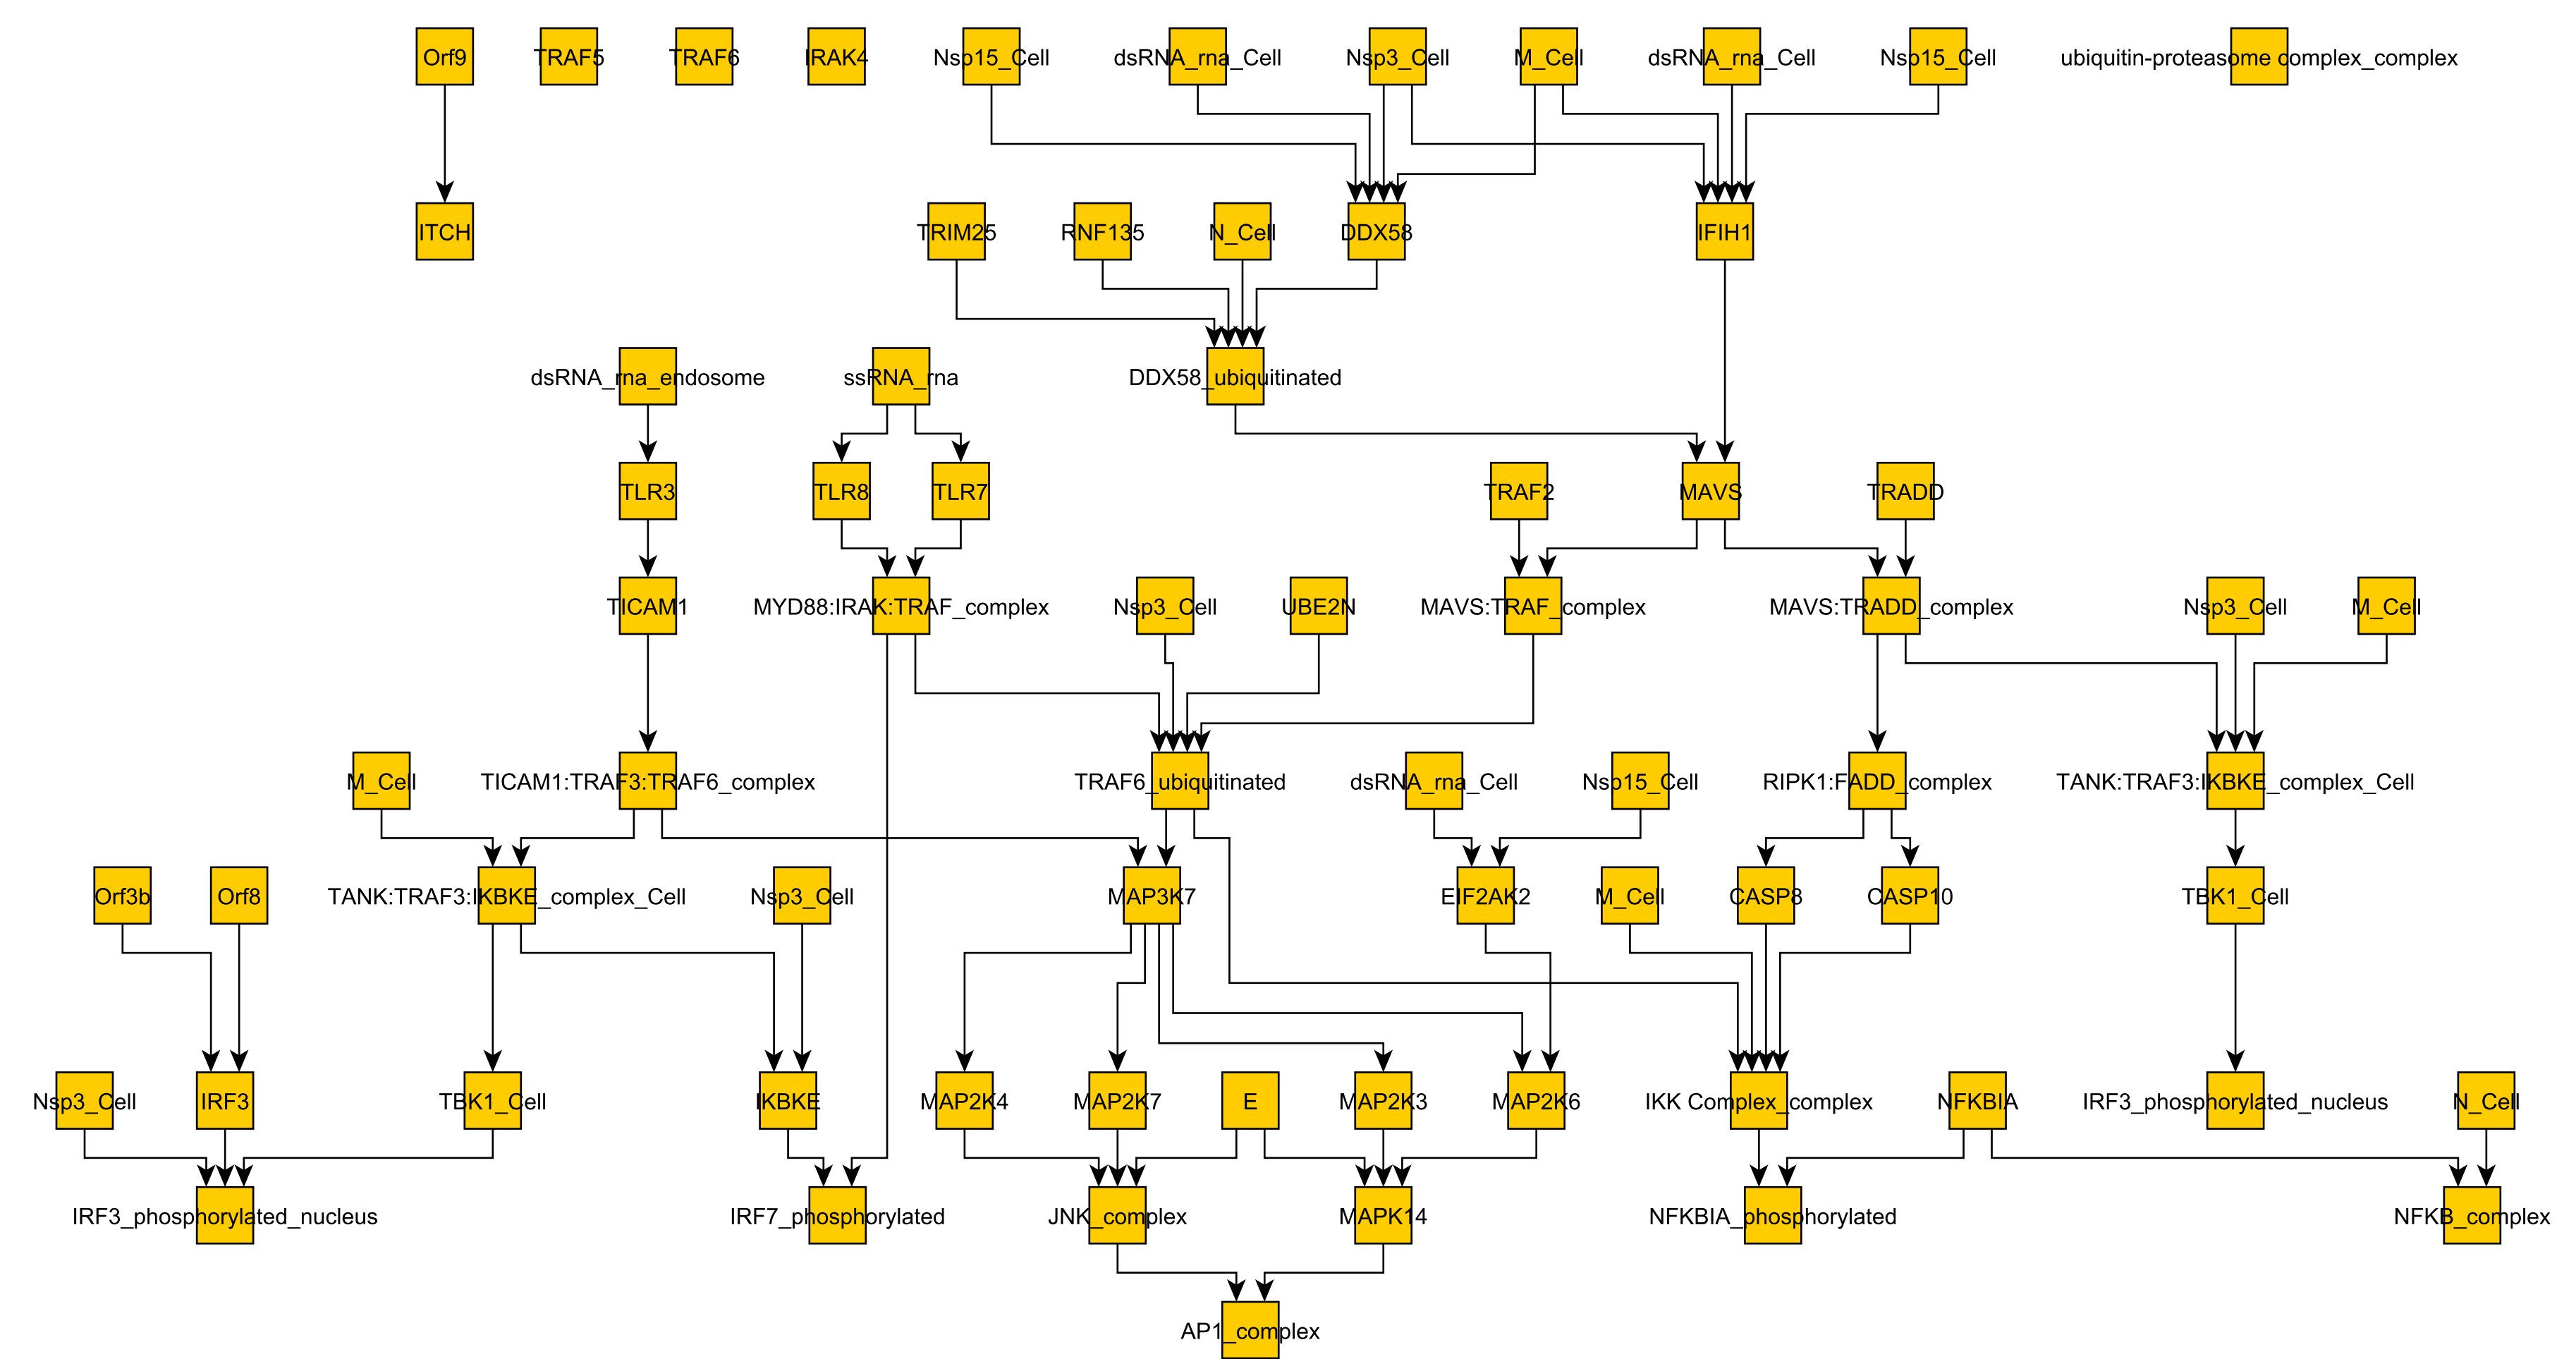 Orf9
TRAF5
TRAF6
IRAK4
Nsp15_Cell
dsRNA_rna_Cell
Nsp3_Cell
M_Cell
dsRNA_rna_Cell
Nsp15_Cell
ubiquitin-proteasome complex_complex
ITCH
TRIM25
RNF135
N_Cell
DDX58
IFIH1
dsRNA_rna_endosome
ssRNA_rna
DDX58_ubiquitinated
TLR3
TLR8
TLR7
TRAF2
MAVS
TRADD
TICAM1
MYD88:IRAK:TRAF_complex
Nsp3_Cell
UBE2N
MAVS:TRAF_complex
MAVS:TRADD_complex
Nsp3_Cell
M_Cell
M_Cell
TICAM1:TRAF3:TRAF6_complex
TRAF6_ubiquitinated
dsRNA_rna_Cell
Nsp15_Cell
RIPK1:FADD_complex
TANK:TRAF3:IKBKE_complex_Cell
Orf3b
Orf8
TANK:TRAF3:IKBKE_complex_Cell
Nsp3_Cell
MAP3K7
EIF2AK2
M_Cell
CASP8
CASP10
TBK1_Cell
Nsp3_Cell
IRF3
TBK1_Cell
IKBKE
MAP2K4
MAP2K7
E
MAP2K3
MAP2K6
IKK Complex_complex
NFKBIA
IRF3_phosphorylated_nucleus
N_Cell
IRF3_phosphorylated_nucleus
IRF7_phosphorylated
JNK_complex
MAPK14
NFKBIA_phosphorylated
NFKB_complex
AP1_complex